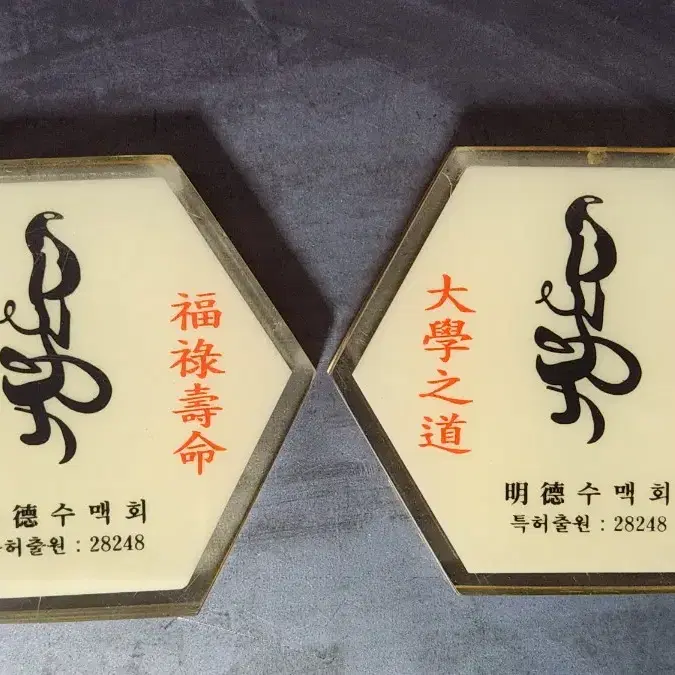 福祿壽命
德수맥회
허출원 : 28248
大學之道
明德수맥회
특허출원 : 28248